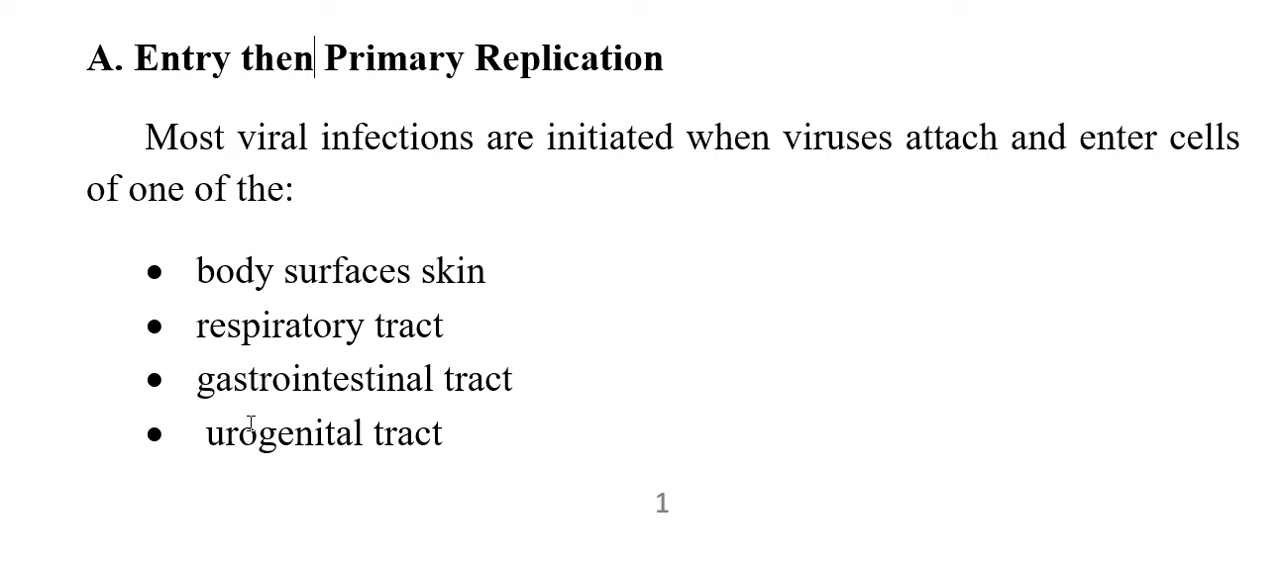 A. Entry then Primary Replication
Most viral infections are initiated when viruses attach and enter cells
of one of the:
• body surfaces skin
• respiratory tract
• gastrointestinal tract
• urogenital tract
1